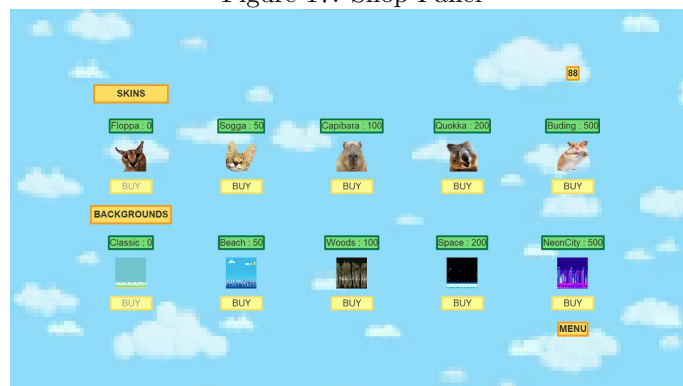 Figure 17: Shop Panel
88
SKINS
Floppa : 0 Sogga : 50 Capibara : 100 Quokka : 200 Buding : 500
BUY BUY BUY BUY BUY
BACKGROUNDS
Classic : 0 Beach : 50 Woods : 100 Space : 200 NeonCity : 500
BUY BUY BUY BUY BUY
MENU